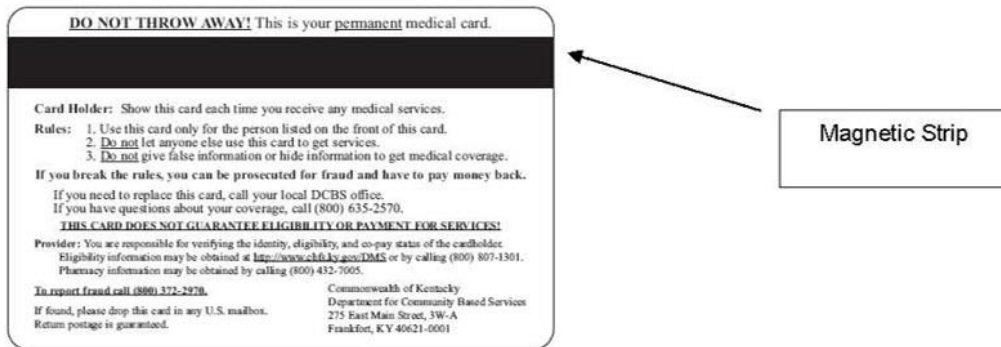 DO NOT THROW AWAY! This is your permanent medical card.
Magnetic Strip
Card Holder: Show this card each time you receive any medical services.
Rules: 1. Use this card only for the person listed on the front of this card.
2. Do not let anyone else use this card to get services.
3. Do not give false information or hide information to get medical coverage.
If you break the rules, you can be prosecuted for fraud and have to pay money back.
If you need to replace this card, call your local DCBS office.
If you have questions about your coverage, call (800) 635-2570.
THIS CARD DOES NOT GUARANTEE ELIGIBILITY OR PAYMENT FOR SERVICES!
Provider: You are responsible for verifying the identity, eligibility, and co-pay status of the cardholder.
Eligibility information may be obtained at http://www.chfs.ky.gov/DMS or by calling (800) 807-1301.
Pharmacy information may be obtained by calling (800) 432-7005.
To report fraud call (800) 372-2970.
If found, please drop this card in any U.S. mailbox.
Return postage is guaranteed.
Commonwealth of Kentucky
Department for Community Based Services
275 East Main Street, 3W-A
Frankfort, KY 40621-0001